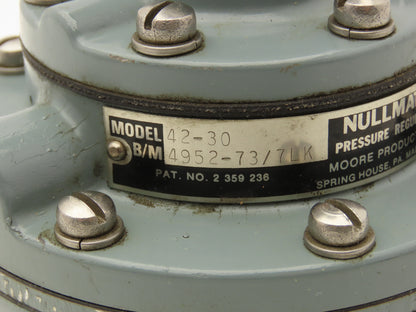 MODEL 42-30
B/M 4952-73/7LK
PAT. NO. 2 359 236
NULLMAT
PRESSURE REGU
MOORE PRODUC
SPRING HOUSE, PA.